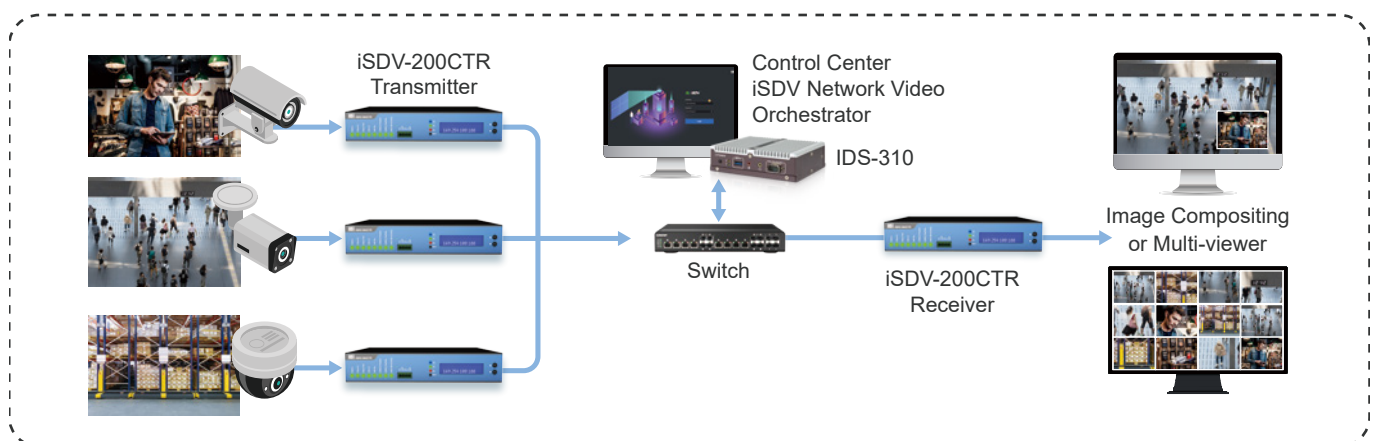 iSDV-200CTR
Transmitter
Control Center
iSDV Network Video
Orchestrator
IDS-310
Switch
iSDV-200CTR
Receiver
Image Compositing
or Multi-viewer